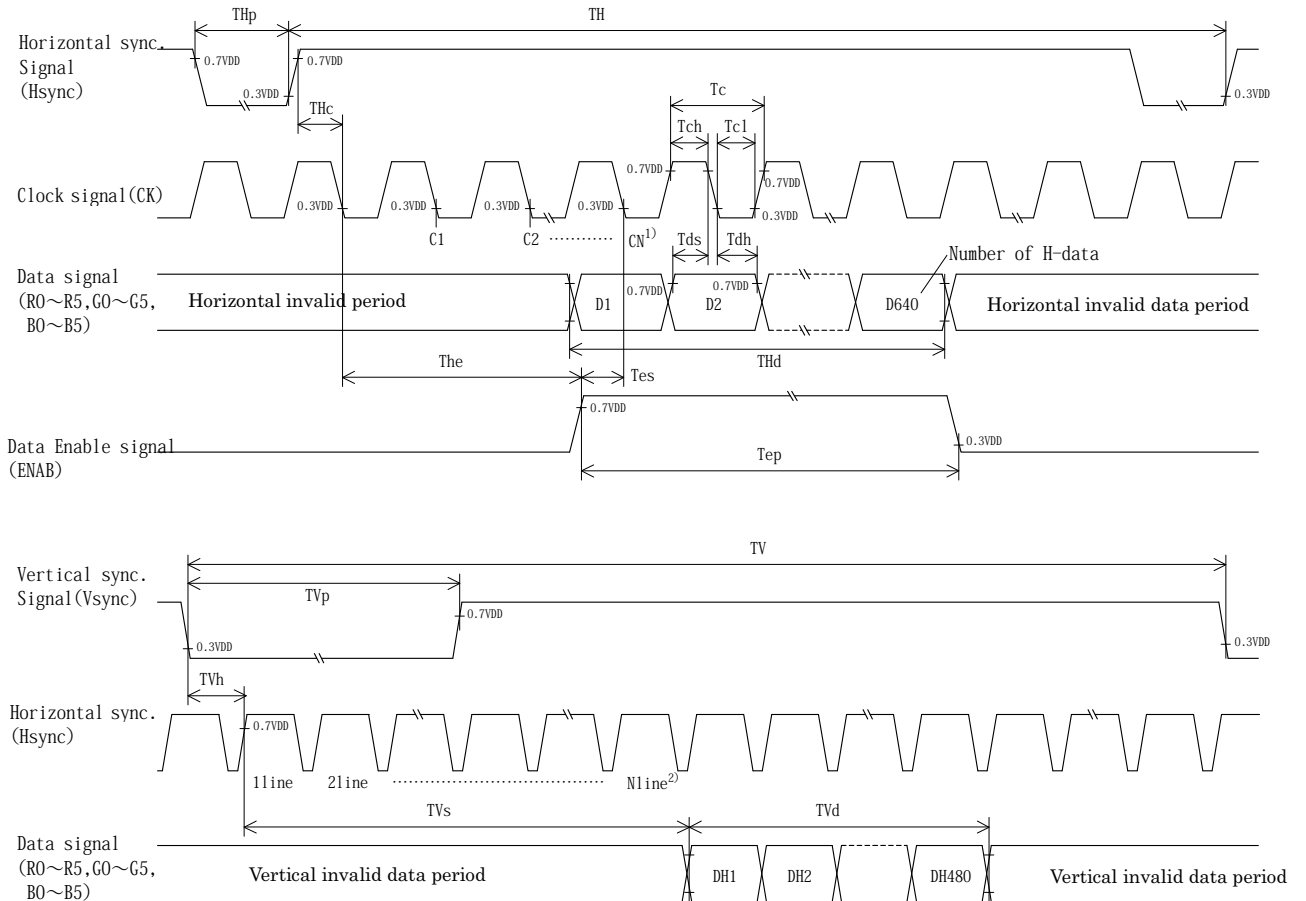 THp
TH
Horizontal sync.
Signal
(Hsync)
0.7VDD
0.7VDD
0.3VDD
0.3VDD
THc
Tc
Tch
Tcl
Clock signal(CK)
0.7VDD
0.7VDD
0.3VDD
0.3VDD
0.3VDD
0.3VDD
0.3VDD
C1
C2
CN1)
Tds
Tdh
Number of H-data
Data signal
(R0～R5,G0～G5,
B0～B5)
Horizontal invalid period
D1
0.7VDD
D2
0.7VDD
D640
Horizontal invalid data period
The
Tes
THd
0.7VDD
Data Enable signal
(ENAB)
0.3VDD
Tep
TV
Vertical sync.
Signal(Vsync)
TVp
0.7VDD
0.3VDD
0.3VDD
TVh
Horizontal sync.
(Hsync)
0.7VDD
1line
2line
Nline2)
TVs
TVd
Data signal
(R0～R5,G0～G5,
B0～B5)
Vertical invalid data period
DH1
DH2
DH480
Vertical invalid data period